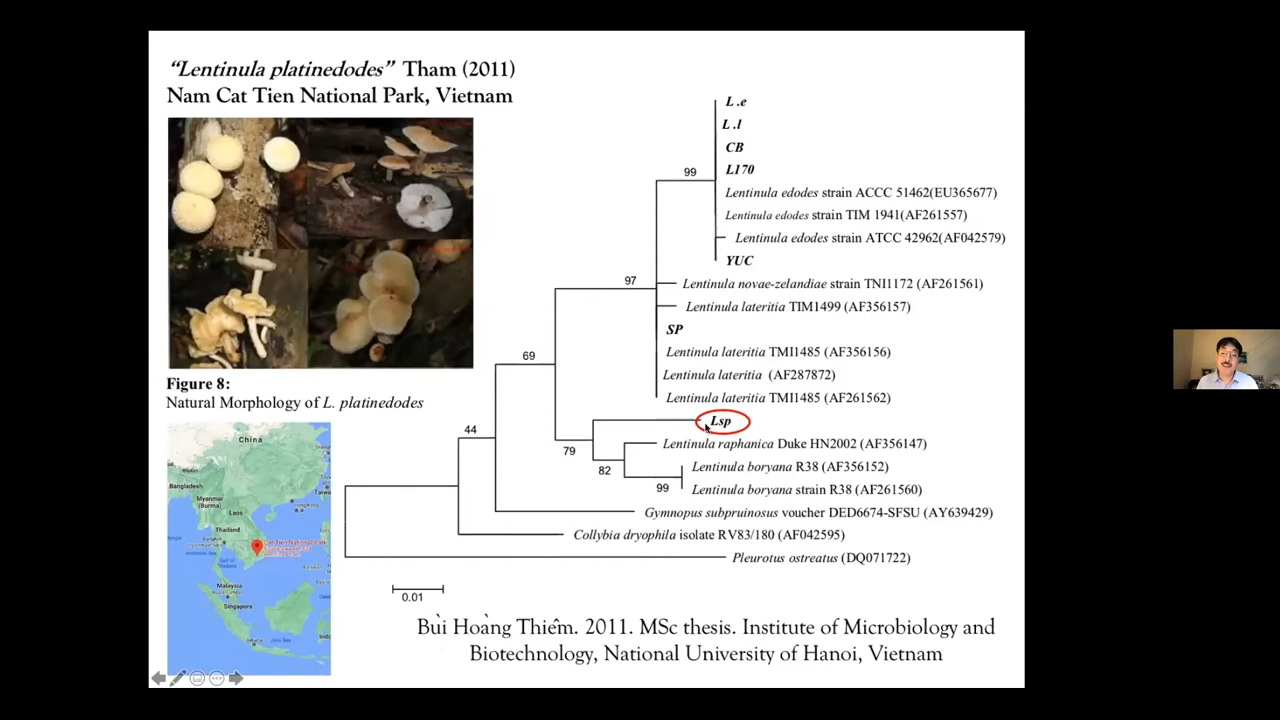 “Lentinula platinedodes” Tham (2011)
Nam Cat Tien National Park, Vietnam
Figure 8:
Natural Morphology of L. platinedodes
China
Bangladesh
Myanmar
(Burma)
Laos
Thailand
Cat Tien National Park
Malaysia
Singapore
L .e
L .l
CB
L170
Lentinula edodes strain ACCC 51462(EU365677)
Lentinula edodes strain TIM 1941(AF261557)
Lentinula edodes strain ATCC 42962(AF042579)
YUC
Lentinula novae-zelandiae strain TNI1172 (AF261561)
Lentinula lateritia TIM1499 (AF356157)
SP
Lentinula lateritia TMI1485 (AF356156)
Lentinula lateritia (AF287872)
Lentinula lateritia TMI1485 (AF261562)
Lsp
Lentinula raphanica Duke HN2002 (AF356147)
Lentinula boryana R38 (AF356152)
Lentinula boryana strain R38 (AF261560)
Gymnopus subpruinosus voucher DED6674-SFSU (AY639429)
Collybia dryophila isolate RV83/180 (AF042595)
Pleurotus ostreatus (DQ071722)
99
97
69
44
79
82
99
0.01
Bùi Hoàng Thiêm. 2011. MSc thesis. Institute of Microbiology and
Biotechnology, National University of Hanoi, Vietnam